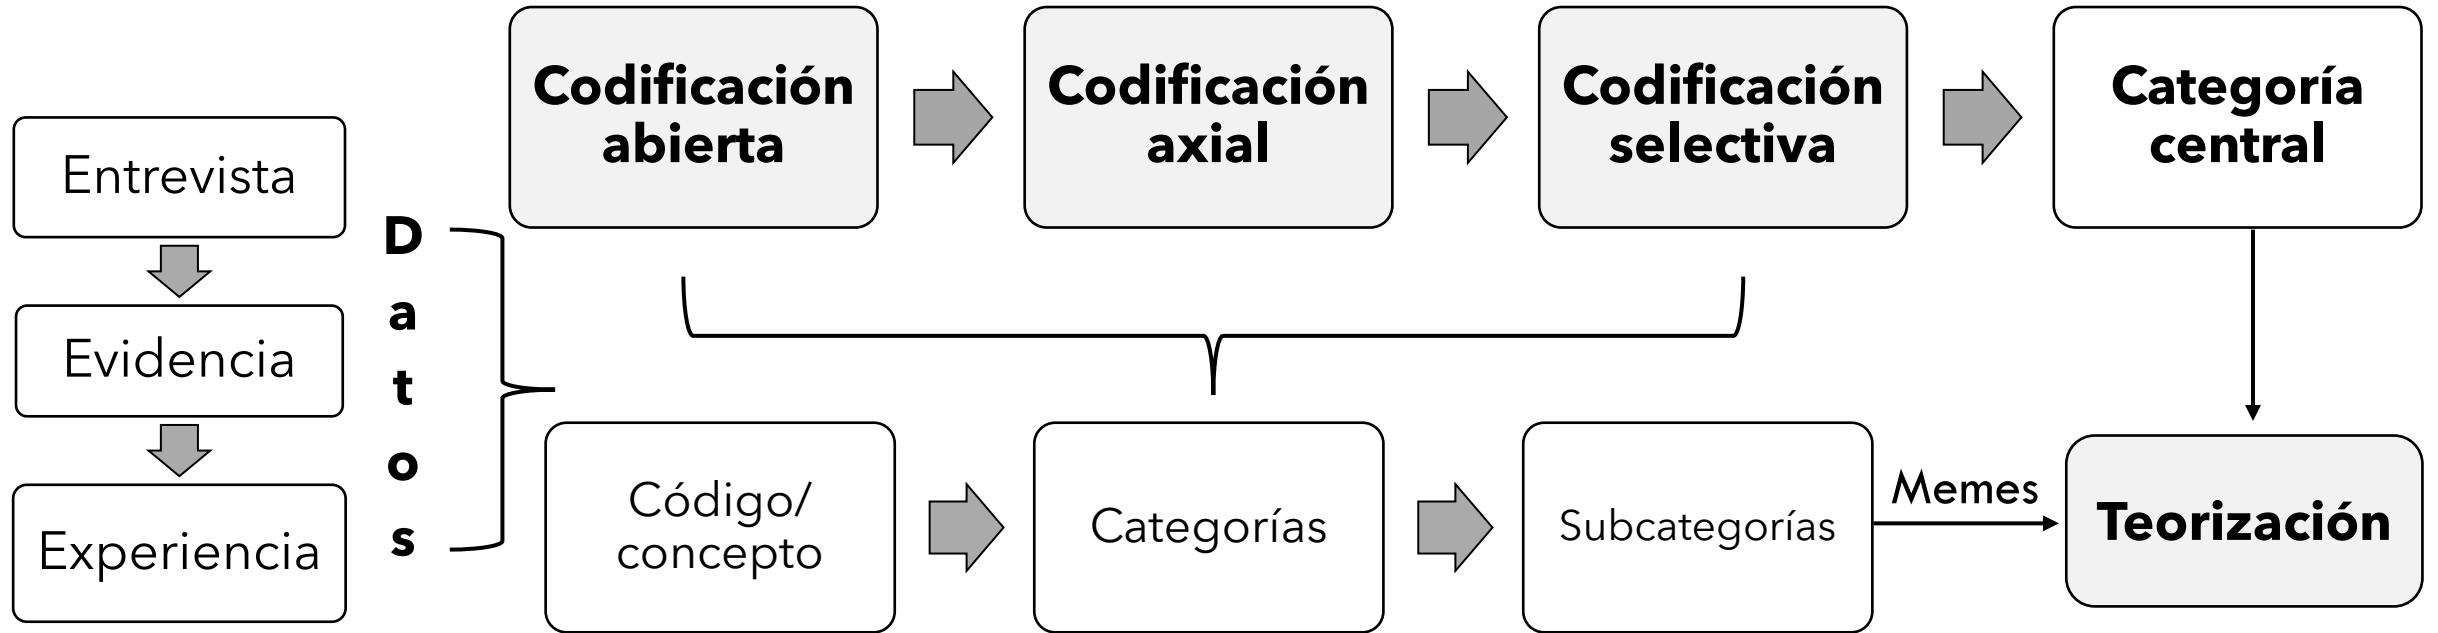 Entrevista
Evidencia
Experiencia
D
a
t
o
s
Codificación
abierta
Codificación
axial
Codificación
selectiva
Categoría
central
Código/
concepto
Categorías
Subcategorías
Memes
Teorización